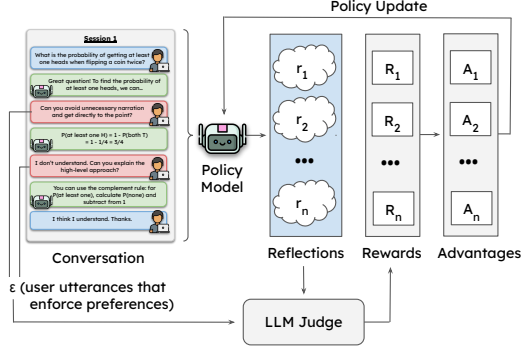 Policy Update
Session 1
What is the probability of getting at least
one heads when flipping a coin twice?
Great question! To find the probability of
at least one heads, we can...
Can you avoid unnecessary narration
and get directly to the point?
P(at least one H) = 1 - P(both T)
= 1 - 1/4 = 3/4
I don't understand. Can you explain the
high-level approach?
You can use the complement rule: for
P(at least one), calculate P(none) and
subtract from 1
I think I understand. Thanks.
Conversation
Policy
Model
r1
r2
...
rn
Reflections
R1
R2
...
Rn
Rewards
A1
A2
...
An
Advantages
ε (user utterances that
enforce preferences)
LLM Judge